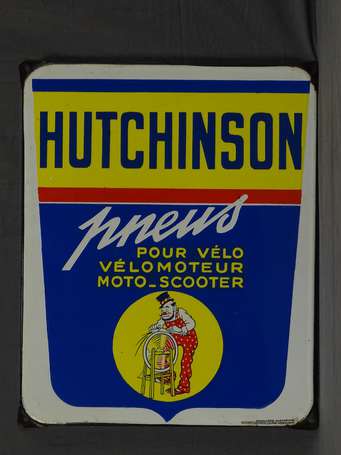 HUTCHINSON
pneus
POUR VÉLO
VÉLOMOTEUR
MOTO_SCOOTER